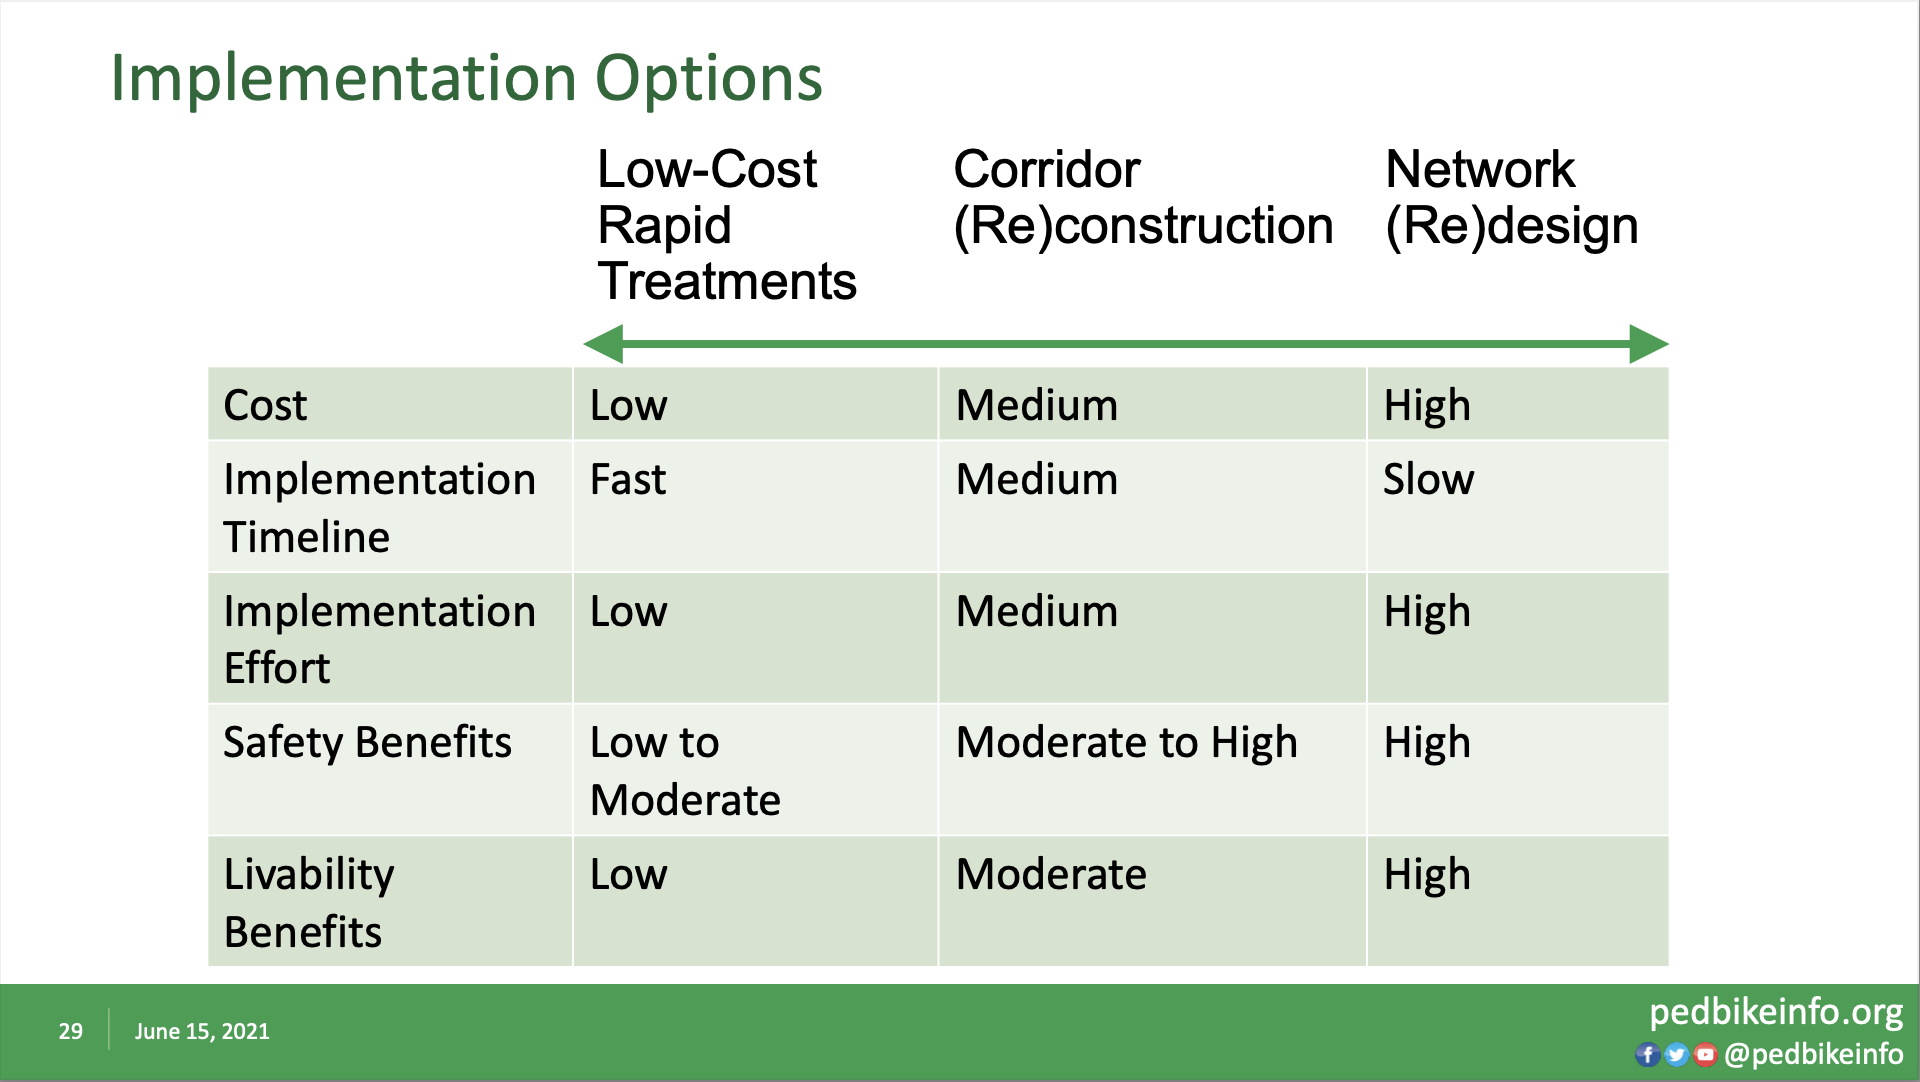 Implementation Options
Low-Cost
Rapid
Treatments
Corridor
(Re)construction
Network
(Re)design
Cost
Low
Medium
High
Implementation
Timeline
Fast
Medium
Slow
Implementation
Effort
Low
Medium
High
Safety Benefits
Low to
Moderate
Moderate to High
High
Livability
Benefits
Low
Moderate
High
29
June 15, 2021
pedbikeinfo.org
@pedbikeinfo